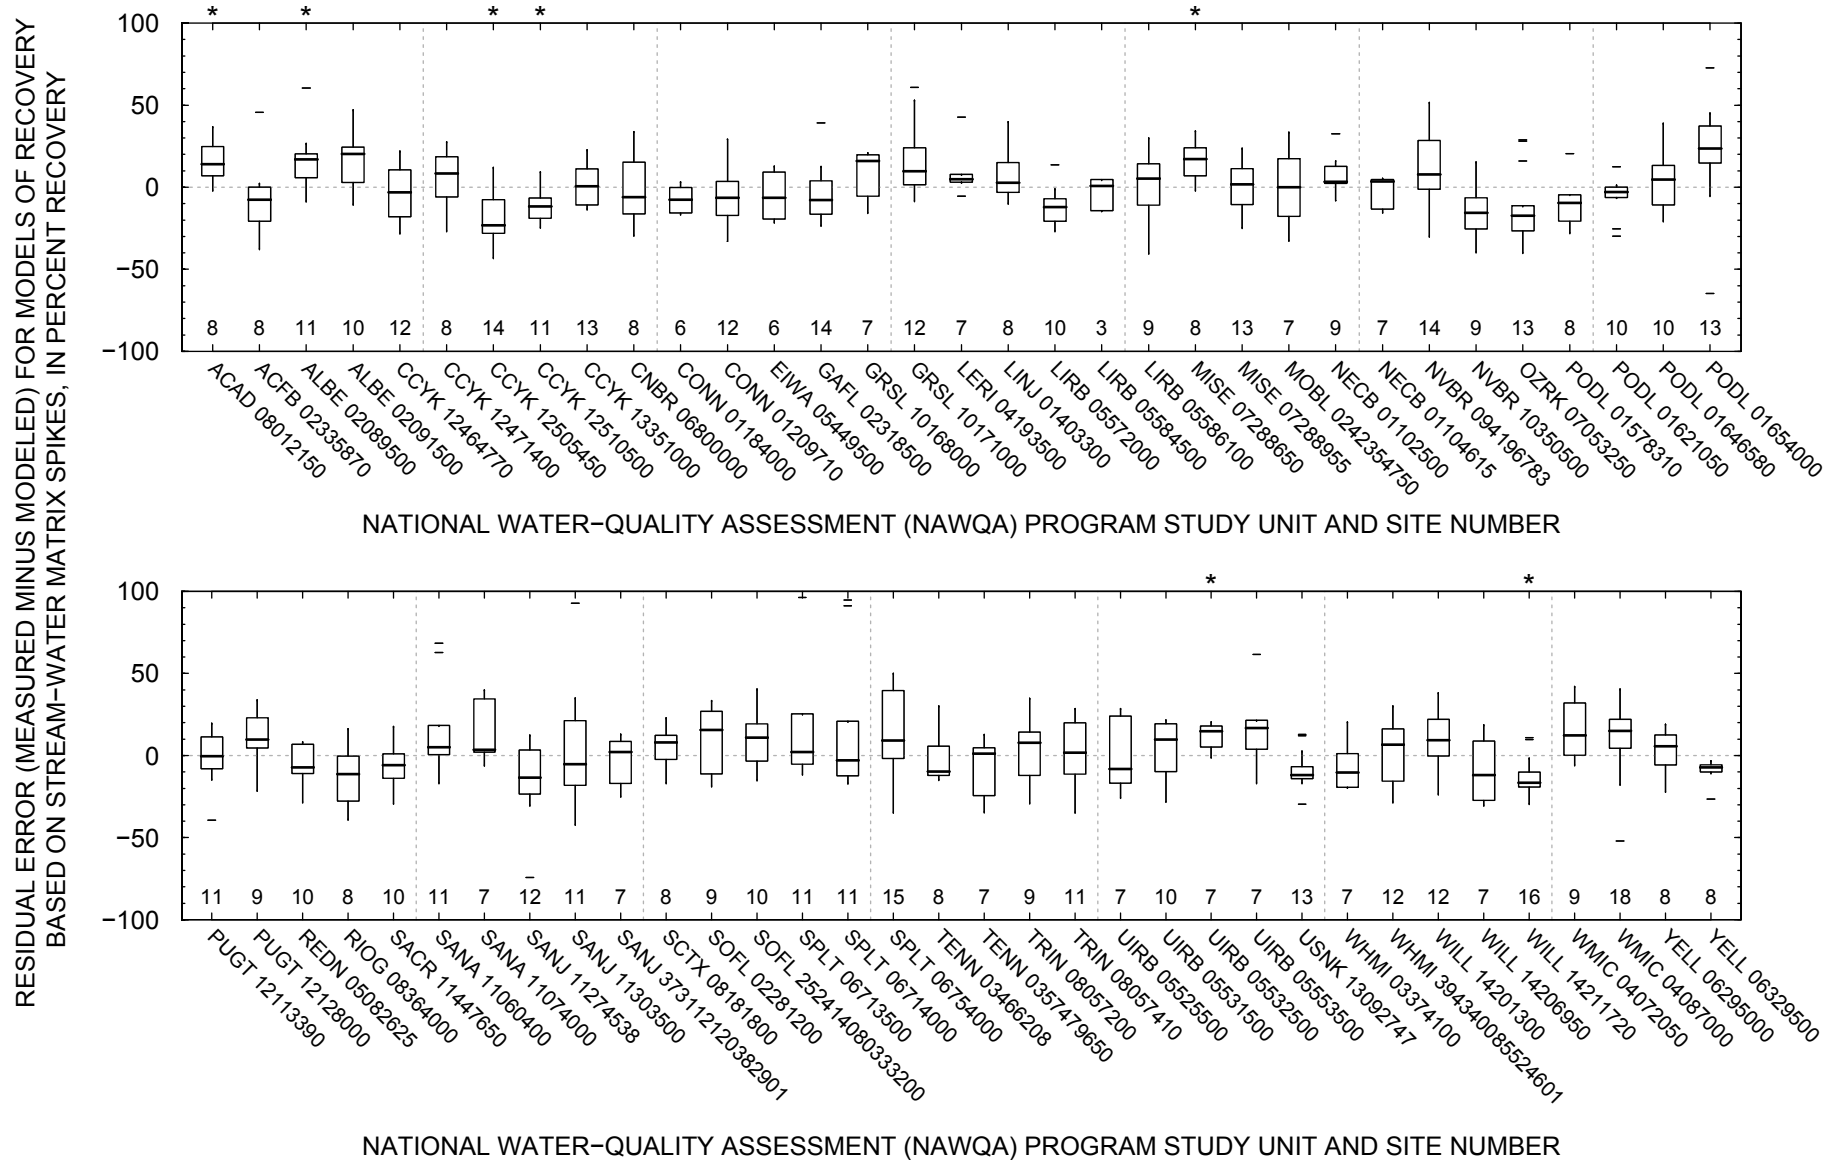 RESIDUAL ERROR (MEASURED MINUS MODELED) FOR MODELS OF RECOVERY
BASED ON STREAM−WATER MATRIX SPIKES, IN PERCENT RECOVERY
* * * * *
100
50
0
−50
−100
8 8 11 10 12 8 14 11 13 8 6 12 6 14 7 12 7 8 10 3 9 8 13 7 9 7 14 9 13 8 10 10 13
ACAD 08012150
ACFB 02335870
ALBE 02089500
ALBE 02091500
CCYK 12464770
CCYK 12471400
CCYK 12505450
CCYK 12510500
CCYK 13351000
CNBR 06800000
CONN 01184000
CONN 01209710
EIWA 05449500
GAFL 02318500
GRSL 10168000
GRSL 10171000
LERI 04193500
LINJ 01403300
LIRB 05572000
LIRB 05584500
LIRB 05586100
MISE 07288650
MISE 07288955
MOBL 02423354750
NECB 01102500
NECB 01104615
NVBR 094196783
NVBR 10350500
OZRK 07053250
PODL 01578310
PODL 01621050
PODL 01646580
PODL 01654000
NATIONAL WATER−QUALITY ASSESSMENT (NAWQA) PROGRAM STUDY UNIT AND SITE NUMBER
* *
100
50
0
−50
−100
11 9 10 8 10 11 7 12 11 7 8 9 10 11 11 15 8 7 9 11 7 10 7 7 13 7 12 12 7 16 9 18 8 8
PUGT 12113390
PUGT 12128000
REDN 05082625
RIOG 08364000
SACR 11447650
SANA 11060400
SANA 11074000
SANJ 11274538
SANJ 11303500
SANJ 373112120382901
SCTX 08181800
SOFL 02281200
SOFL 252414080333200
SPLT 06713500
SPLT 06714000
SPLT 06754000
TENN 03466208
TENN 0357479650
TRIN 08057200
TRIN 08057410
UIRB 05525500
UIRB 05531500
UIRB 05532500
UIRB 05553500
USNK 13092747
WHMI 03374100
WHMI 394340085524601
WILL 14201300
WILL 14206950
WILL 14211720
WMIC 04072050
WMIC 04087000
YELL 06295000
YELL 06329500
NATIONAL WATER−QUALITY ASSESSMENT (NAWQA) PROGRAM STUDY UNIT AND SITE NUMBER